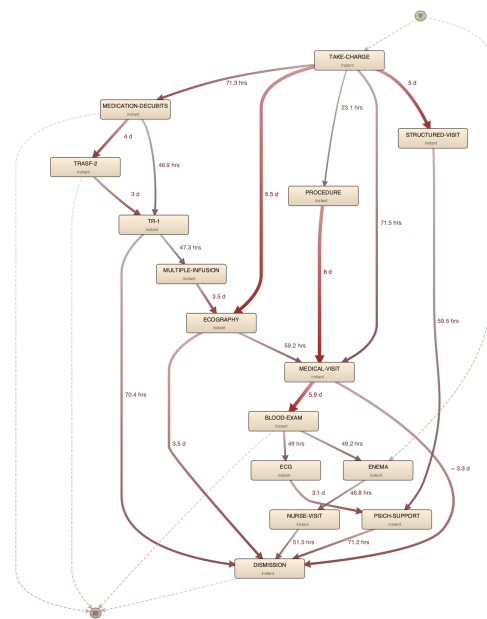 TAKE-CHARGE
instant
71.3 hrs
5 d
MEDICATION-DECUBITS
instant
23.1 hrs
STRUCTURED-VISIT
instant
4 d
TRASF-2
instant
46.9 hrs
3 d
5.5 d
PROCEDURE
instant
TR-1
instant
71.5 hrs
47.3 hrs
MULTIPLE-INFUSION
instant
6 d
3.5 d
ECOGRAPHY
instant
59.5 hrs
59.2 hrs
MEDICAL-VISIT
instant
70.4 hrs
5.9 d
BLOOD-EXAM
instant
3.5 d
49 hrs
49.2 hrs
ECG
instant
ENEMA
instant
~ 3.3 d
3.1 d
46.8 hrs
NURSE-VISIT
instant
PSICH-SUPPORT
instant
51.5 hrs
71.2 hrs
DISMISSION
instant